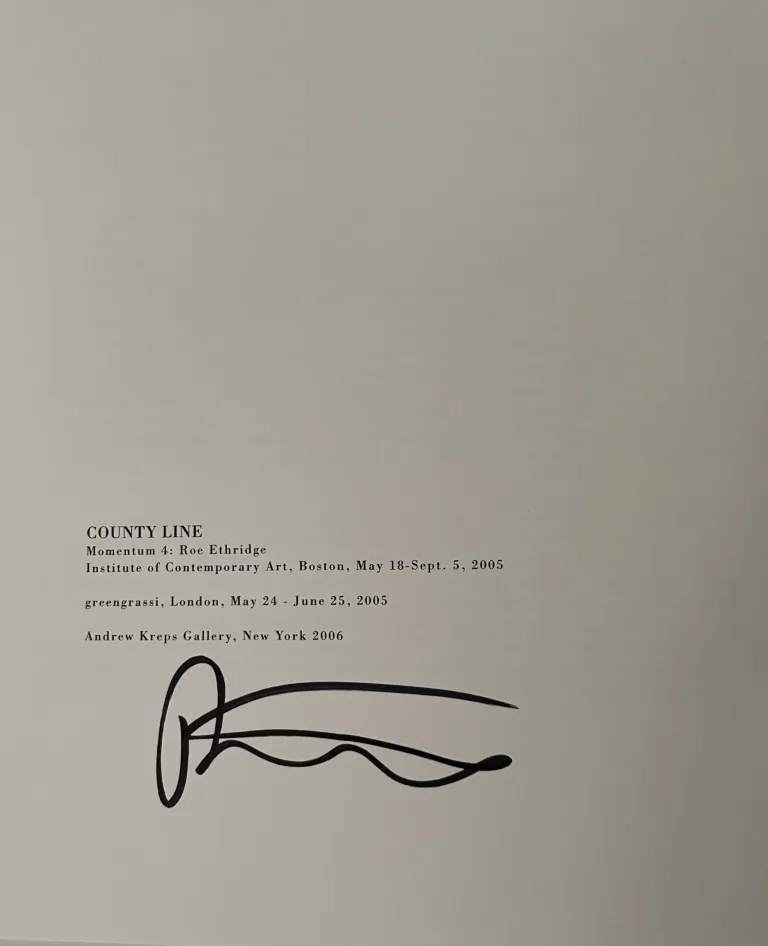 COUNTY LINE
Momentum 4: Roe Ethridge
Institute of Contemporary Art, Boston, May 18-Sept. 5, 2005
greengrassi, London, May 24 - June 25, 2005
Andrew Kreps Gallery, New York 2006